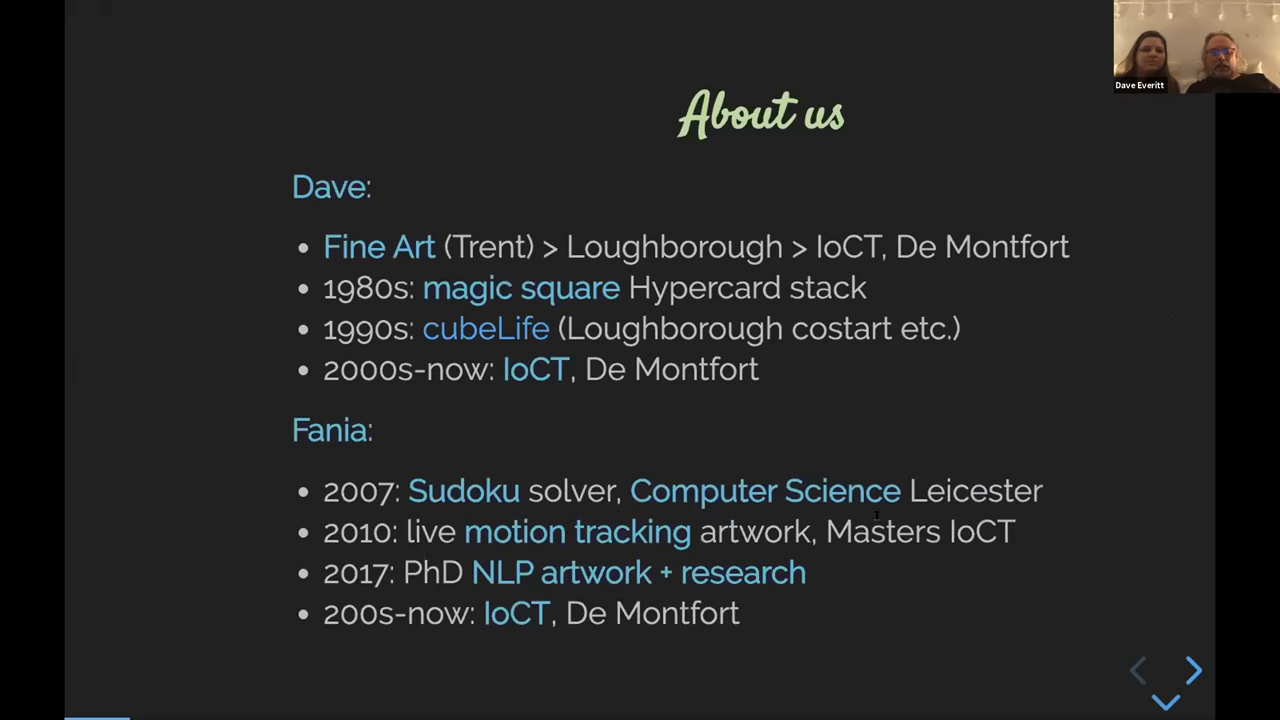 Dave Everitt
About us
Dave:
• Fine Art (Trent) > Loughborough > IoCT, De Montfort
• 1980s: magic square Hypercard stack
• 1990s: cubeLife (Loughborough costart etc.)
• 2000s-now: IoCT, De Montfort
Fania:
• 2007: Sudoku solver, Computer Science Leicester
• 2010: live motion tracking artwork, Masters IoCT
• 2017: PhD NLP artwork + research
• 200s-now: IoCT, De Montfort